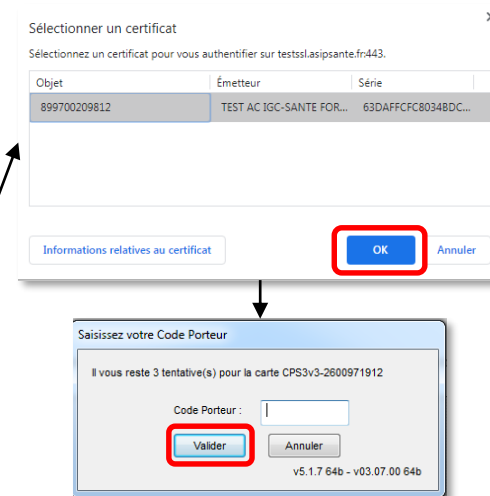 Sélectionner un certificat
Sélectionnez un certificat pour vous authentifier sur testssl.asipsante.fr:443.
Objet Émetteur Série
899700209812 TEST AC IGC-SANTE FOR... 63DAFFCFC8034BDC...
Informations relatives au certificat OK Annuler
Saisissez votre Code Porteur
Il vous reste 3 tentative(s) pour la carte CPS3v3-2600971912
Code Porteur :
Valider Annuler
v5.1.7 64b - v03.07.00 64b